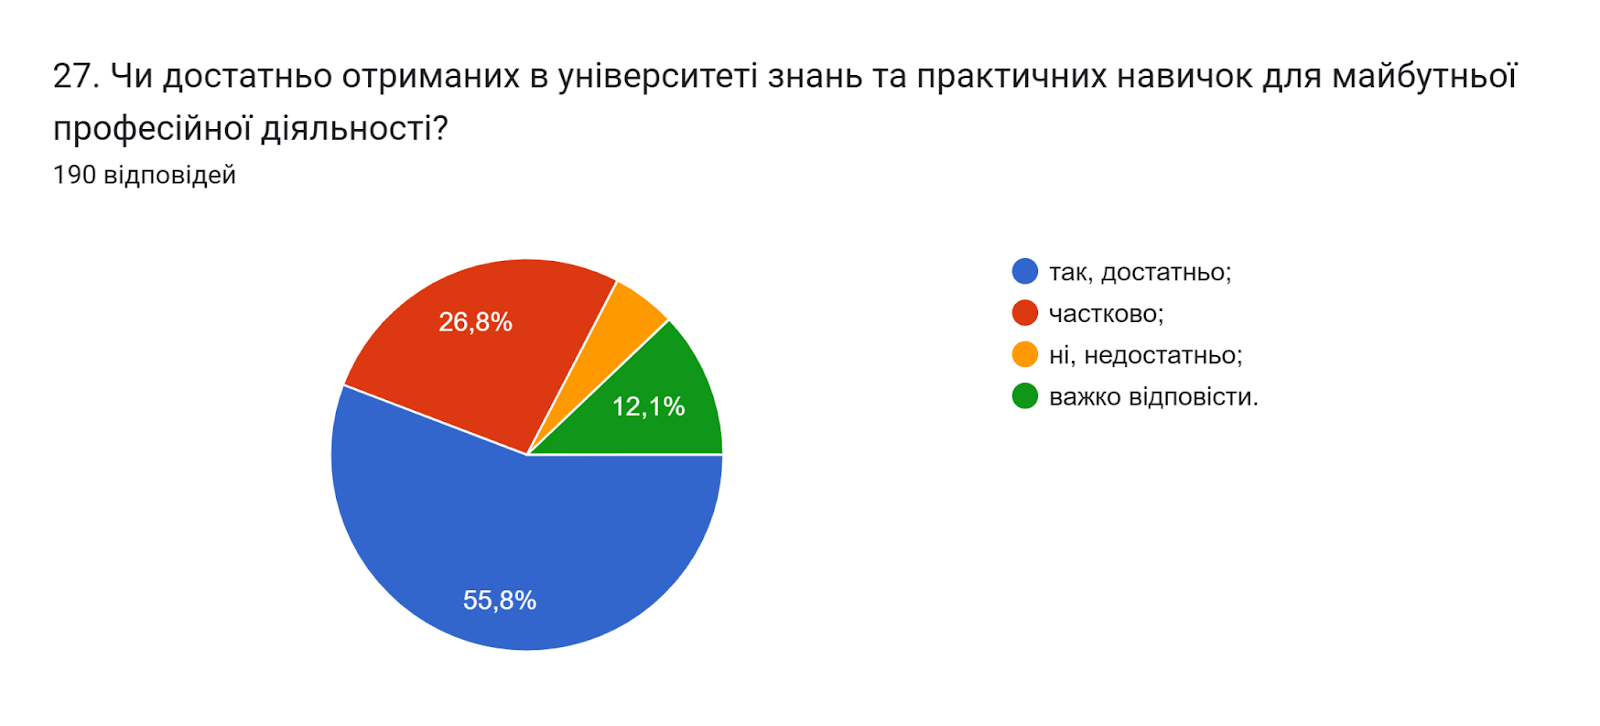 27. Чи достатньо отриманих в університеті знань та практичних навичок для майбутньої
професійної діяльності?
190 відповідей
так, достатньо;
частково;
ні, недостатньо;
важко відповісти.
26,8%
12,1%
55,8%